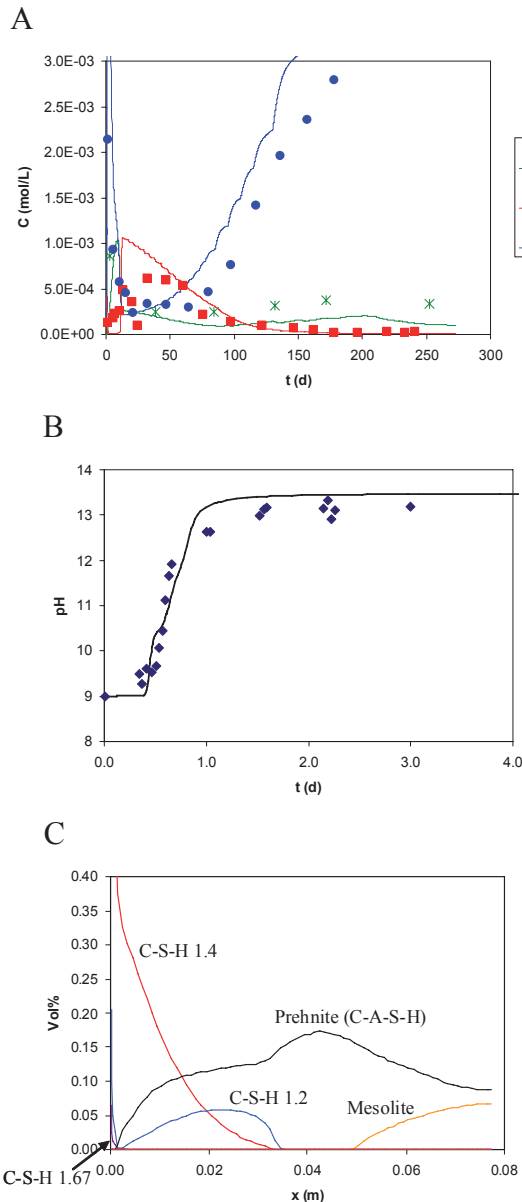 A
3.0E-03
2.5E-03
2.0E-03
1.5E-03
1.0E-03
5.0E-04
0.0E+00
C (mol/L)
0 50 100 150 200 250 300
t (d)
B
14
13
12
11
10
9
8
pH
0.0 1.0 2.0 3.0 4.0
t (d)
C
0.40
0.35
0.30
0.25
0.20
0.15
0.10
0.05
0.00
Vol%
C-S-H 1.4
Prehnite (C-A-S-H)
C-S-H 1.2
Mesolite
C-S-H 1.67
0.00 0.02 0.04 0.06 0.08
x (m)